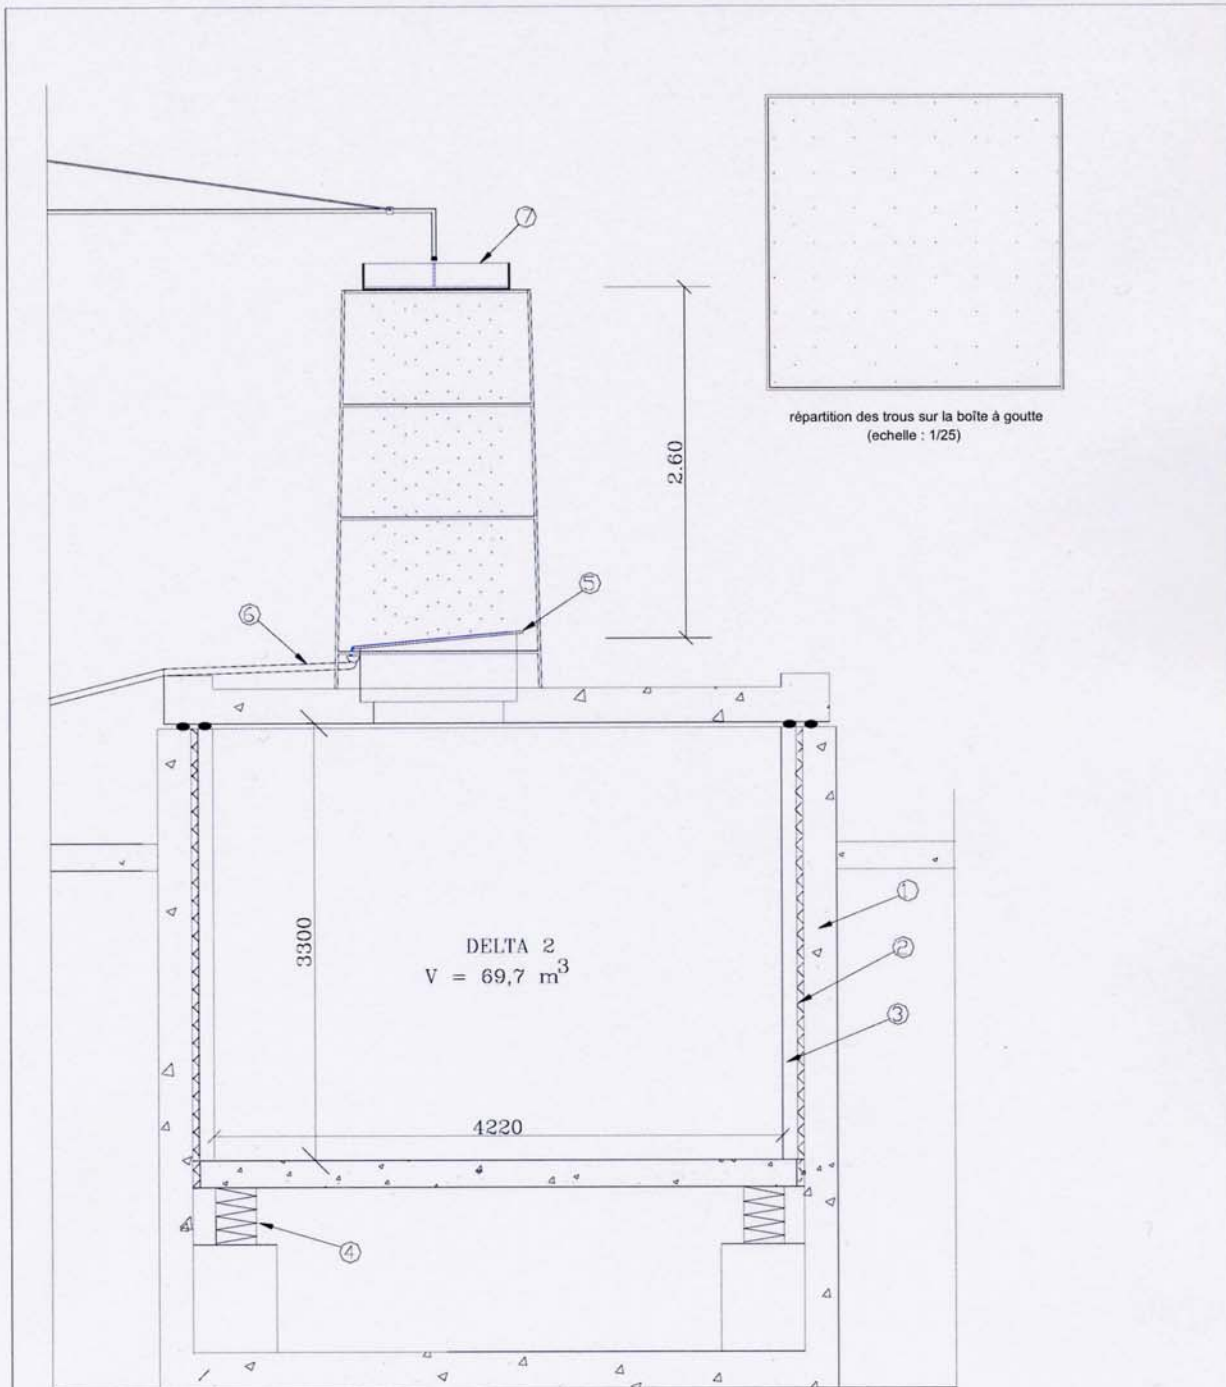 7
répartition des trous sur la boîte à goutte
(echelle : 1/25)
2.60
5
6
1
3300
DELTA 2
V = 69,7 m³
2
3
4220
4